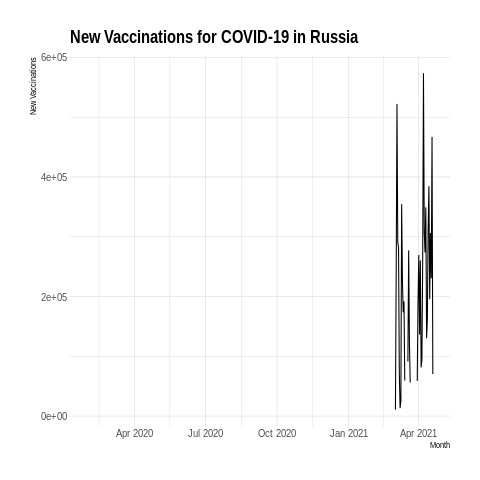 New Vaccinations for COVID-19 in Russia
New Vaccinations
6e+05
4e+05
2e+05
0e+00
Apr 2020 Jul 2020 Oct 2020 Jan 2021 Apr 2021
Month